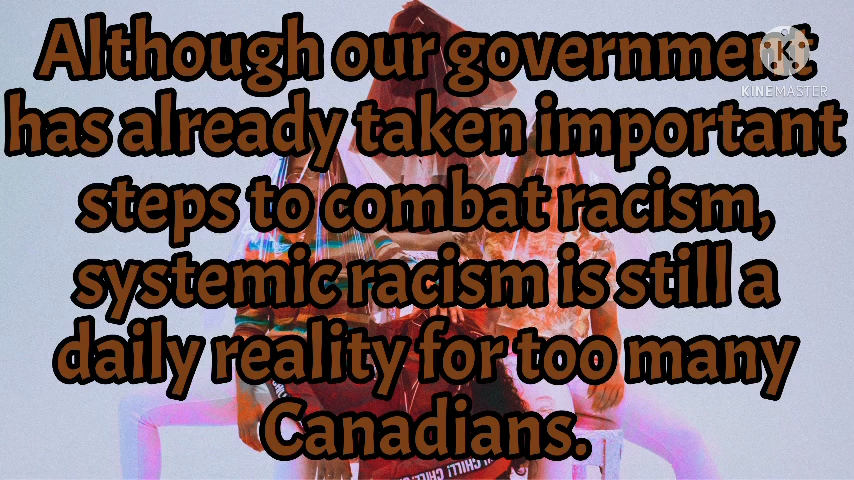 Although our government
has already taken important
steps to combat racism,
systemic racism is still a
daily reality for too many
Canadians.
K
KINEMASTER
CHILL!